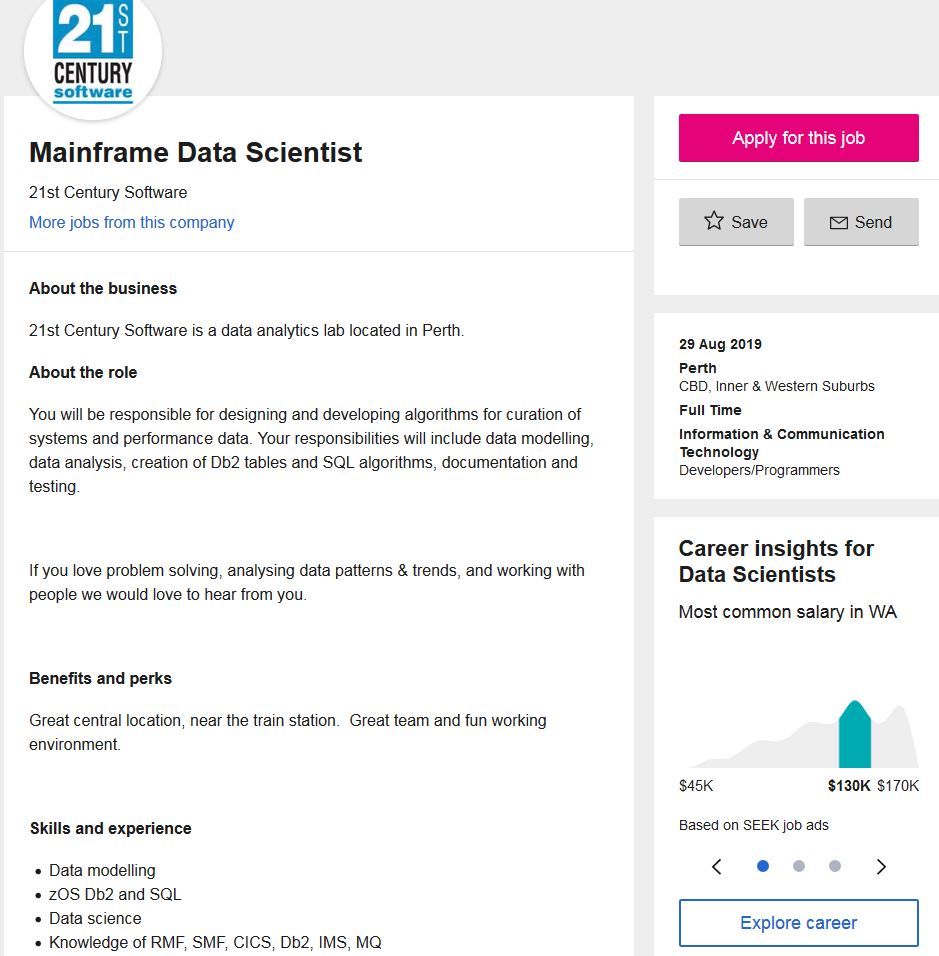 21ST
CENTURY
software
Mainframe Data Scientist
21st Century Software
More jobs from this company
About the business
21st Century Software is a data analytics lab located in Perth.
About the role
You will be responsible for designing and developing algorithms for curation of
systems and performance data. Your responsibilities will include data modelling,
data analysis, creation of Db2 tables and SQL algorithms, documentation and
testing.
If you love problem solving, analysing data patterns & trends, and working with
people we would love to hear from you.
Benefits and perks
Great central location, near the train station.  Great team and fun working
environment.
Skills and experience
• Data modelling
• zOS Db2 and SQL
• Data science
• Knowledge of RMF, SMF, CICS, Db2, IMS, MQ
Apply for this job
Save
Send
29 Aug 2019
Perth
CBD, Inner & Western Suburbs
Full Time
Information & Communication
Technology
Developers/Programmers
Career insights for
Data Scientists
Most common salary in WA
$45K $130K $170K
Based on SEEK job ads
Explore career